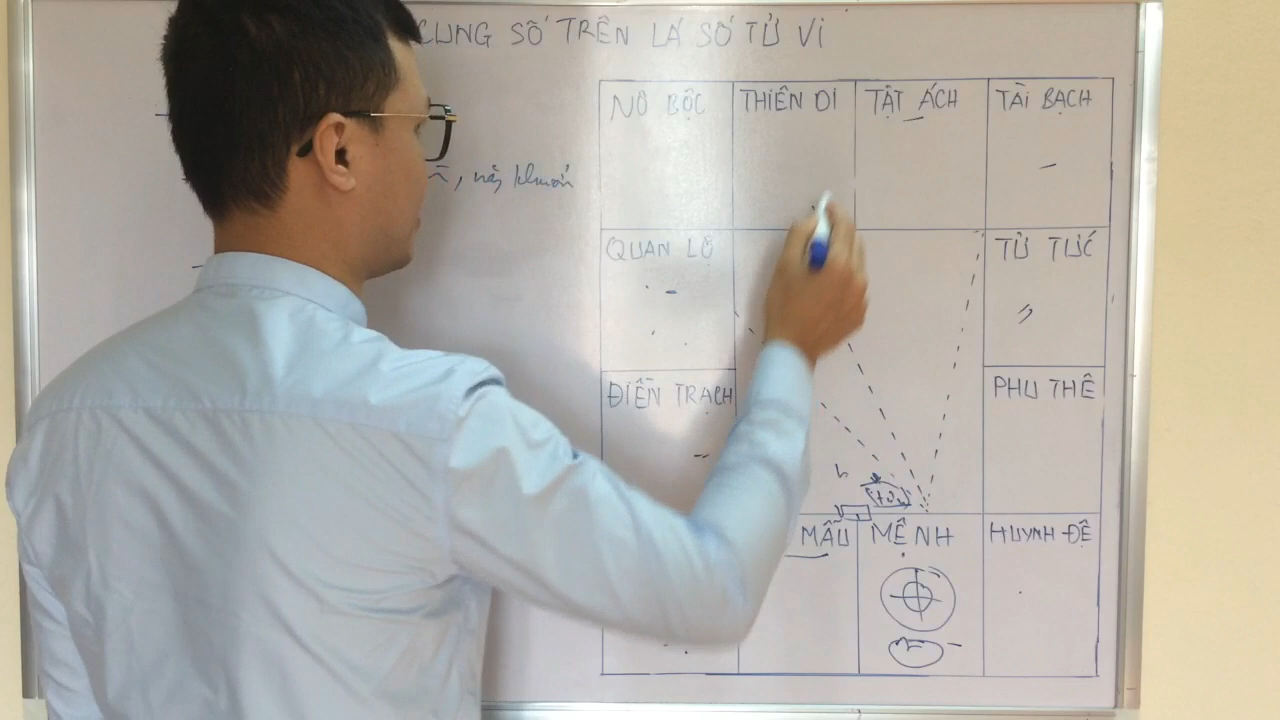 CUNG SỐ TRÊN LÁ SỐ TỬ VI
NÔ BỘC THIÊN DI TẬT ÁCH TÀI BẠCH
QUAN LỘ TỬ TỨC
ĐIỀN TRẠCH PHU THÊ
MẪU MỆNH HUYNH ĐỆ